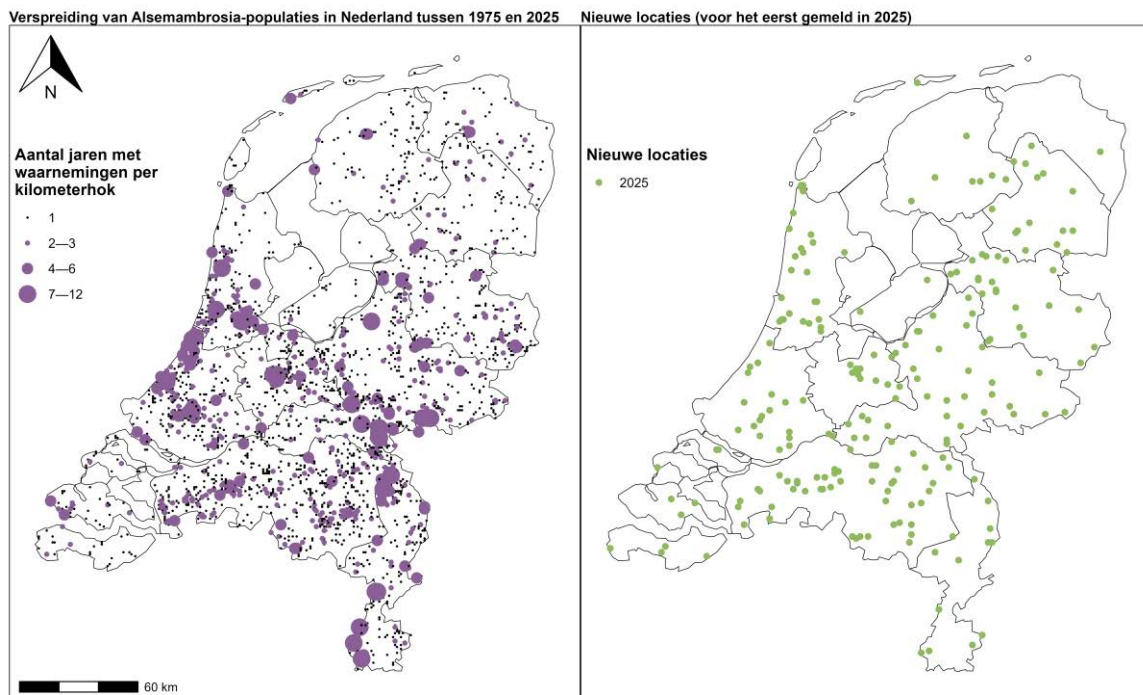 Verspreiding van Alsemambrosia-populaties in Nederland tussen 1975 en 2025
Nieuwe locaties (voor het eerst gemeld in 2025)
N
Aantal jaren met
waarnemingen per
kilometerhok
1
2—3
4—6
7—12
60 km
Nieuwe locaties
2025